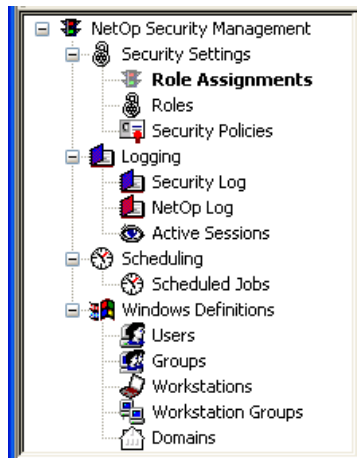 NetOp Security Management
Security Settings
Role Assignments
Roles
Security Policies
Logging
Security Log
NetOp Log
Active Sessions
Scheduling
Scheduled Jobs
Windows Definitions
Users
Groups
Workstations
Workstation Groups
Domains